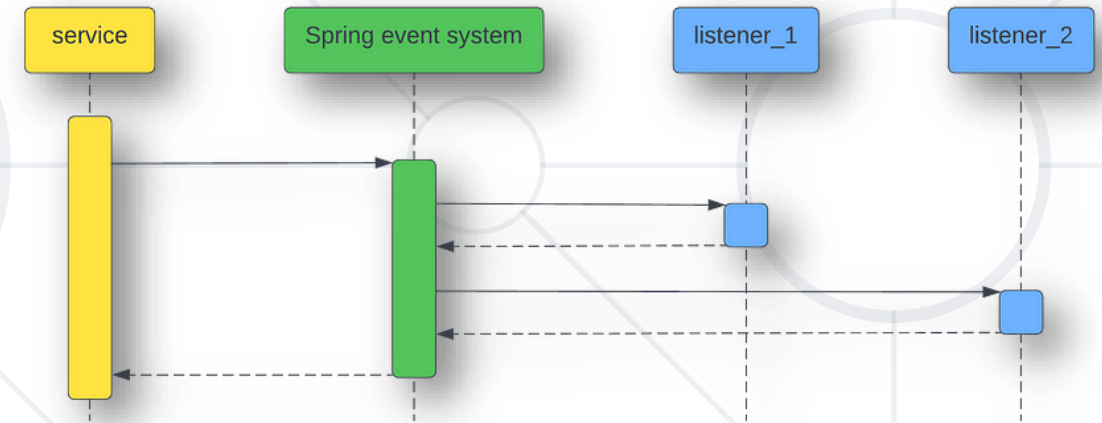 service
Spring event system
listener_1
listener_2